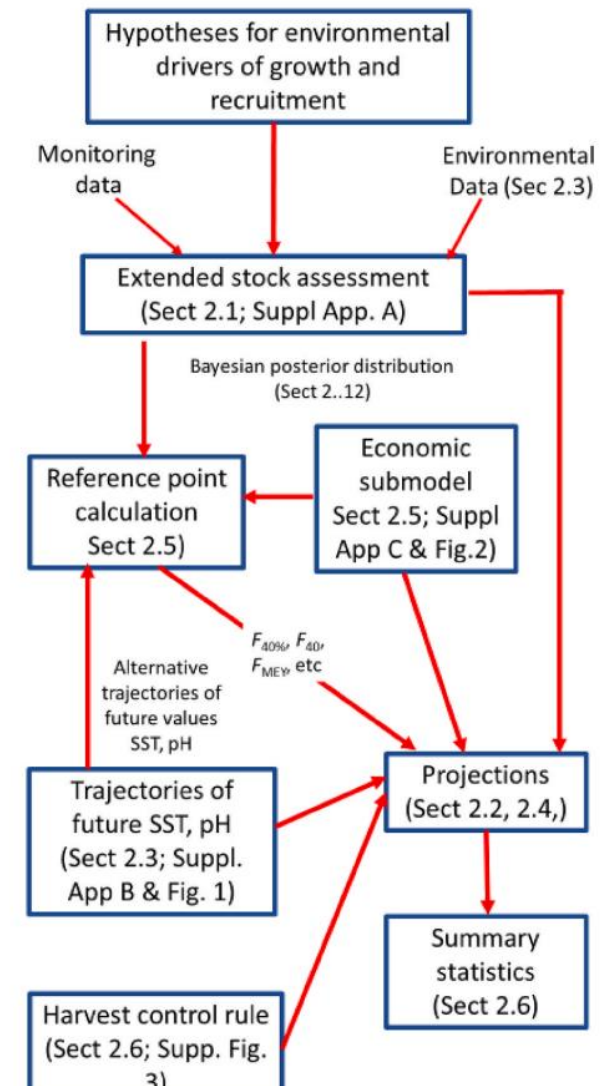 Hypotheses for environmental
drivers of growth and
recruitment
Monitoring
data
Environmental
Data (Sec 2.3)
Extended stock assessment
(Sect 2.1; Suppl App. A)
Bayesian posterior distribution
(Sect 2..12)
Reference point
calculation
Sect 2.5)
Economic
submodel
Sect 2.5; Suppl
App C & Fig.2)
F40%, F40,
FMEY, etc
Alternative
trajectories of
future values
SST, pH
Trajectories of
future SST, pH
(Sect 2.3; Suppl.
App B & Fig. 1)
Projections
(Sect 2.2, 2.4,)
Summary
statistics
(Sect 2.6)
Harvest control rule
(Sect 2.6; Supp. Fig.
3)